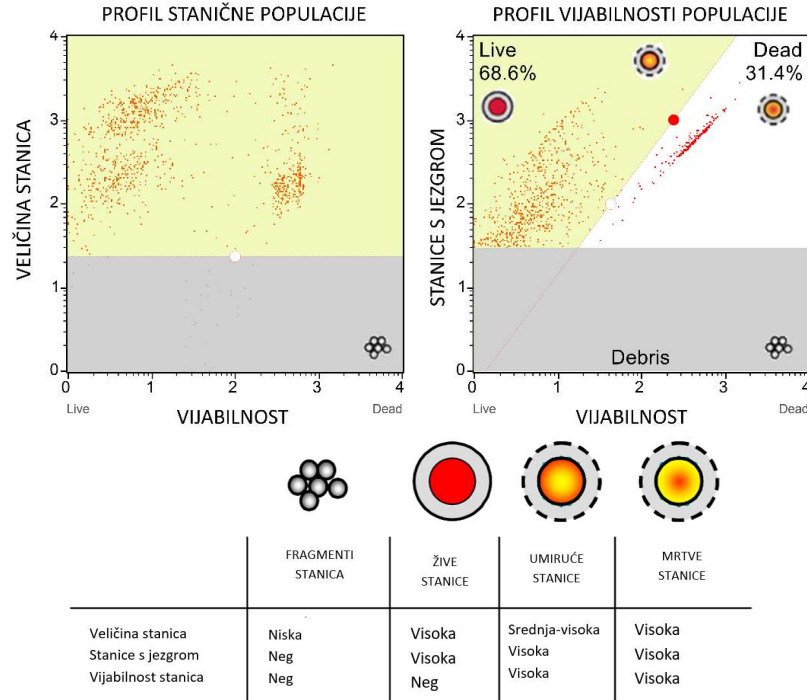 PROFIL STANIČNE POPULACIJE
PROFIL VIJABILNOSTI POPULACIJE
4
3
2
1
0
VELIČINA STANICA
0 1 2 3 4
Live Dead
VIJABILNOST
4
3
2
1
0
STANICE S JEZGROM
Live
68.6%
Dead
31.4%
Debris
0 1 2 3 4
Live Dead
VIJABILNOST
FRAGMENTI STANICA
ŽIVE STANICE
UMIRUĆE STANICE
MRTVE STANICE
Veličina stanica Niska Visoka Srednja-visoka Visoka
Stanice s jezgrom Neg Visoka Visoka Visoka
Vijabilnost stanica Neg Neg Visoka Visoka